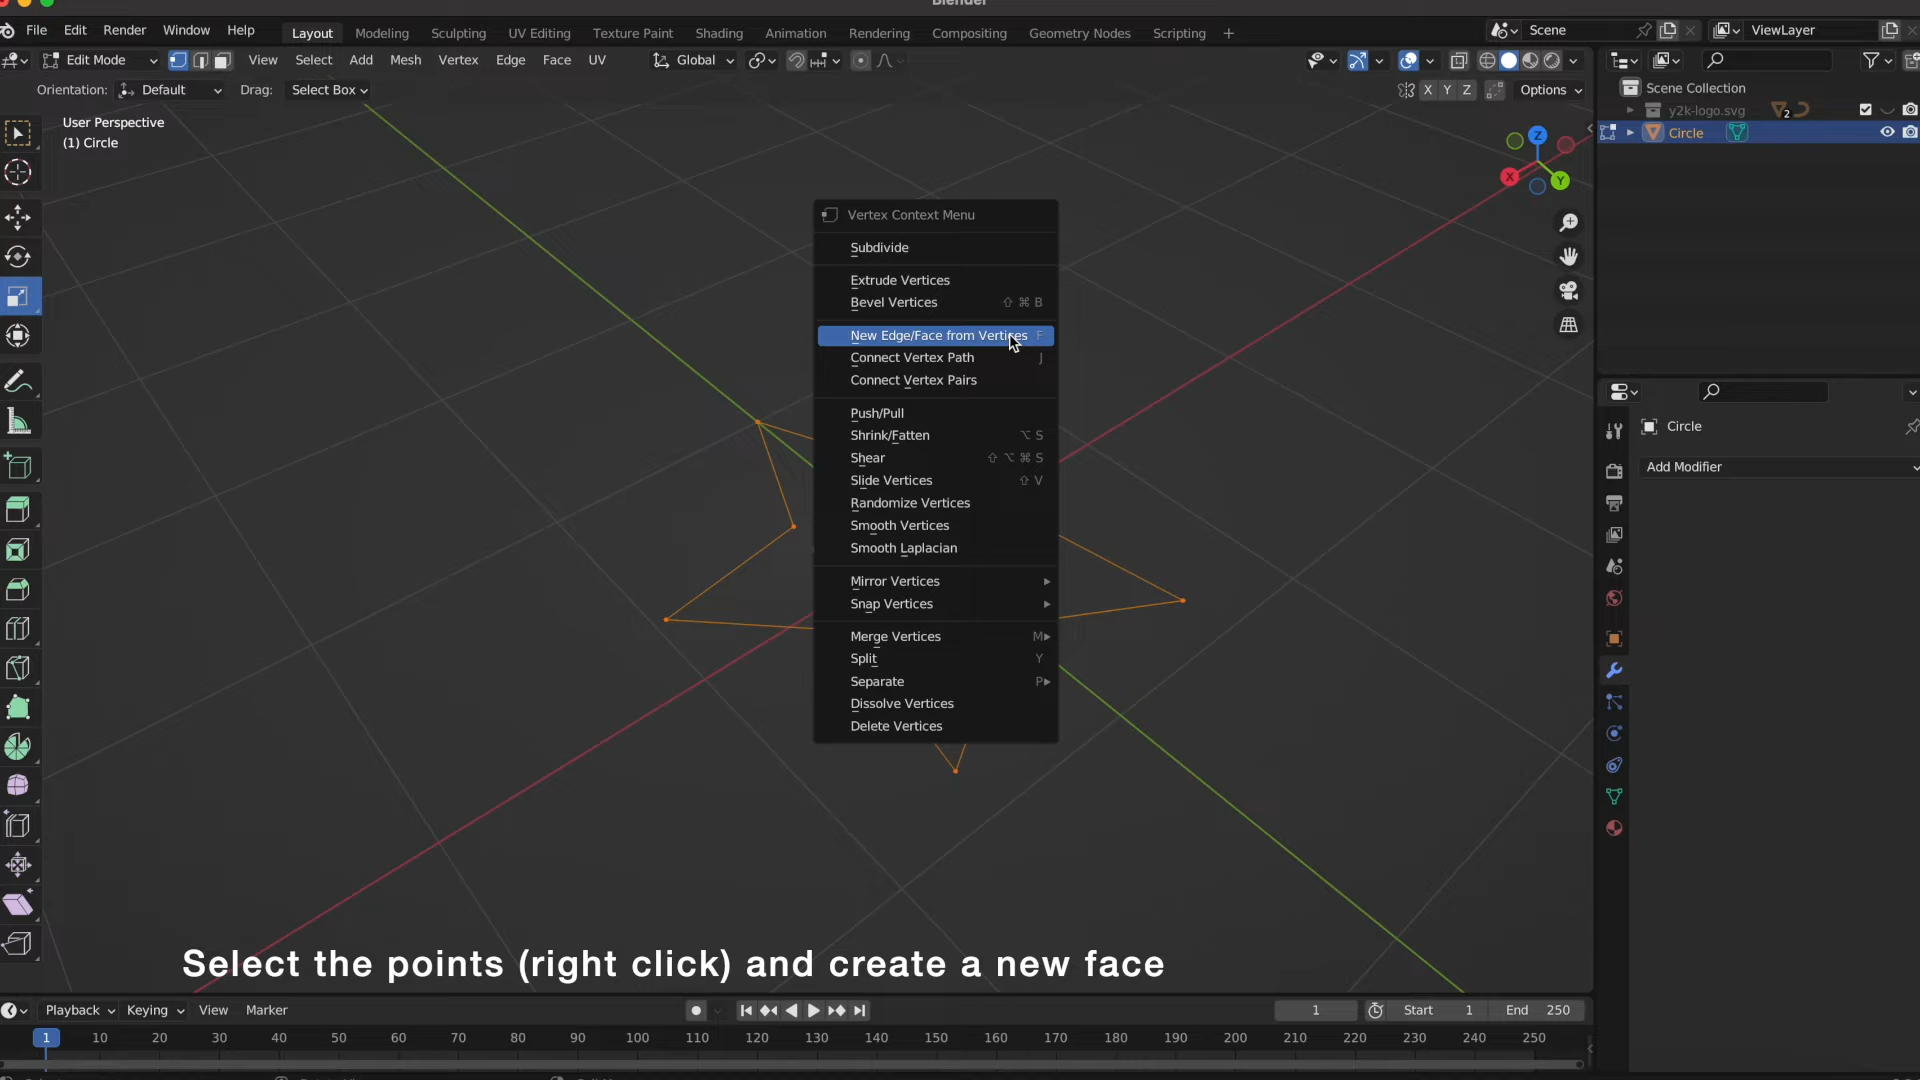 Blender
File Edit Render Window Help
Layout Modeling Sculpting UV Editing Texture Paint Shading Animation Rendering Compositing Geometry Nodes Scripting +
Scene
ViewLayer
Edit Mode
View Select Add Mesh Vertex Edge Face UV
Global
Orientation: Default Drag: Select Box
X Y Z
Options
User Perspective
(1) Circle
Z
X
Y
Scene Collection
y2k-logo.svg
2
Circle
Vertex Context Menu
Subdivide
Extrude Vertices
Bevel Vertices ⇧ ⌘ B
New Edge/Face from Vertices F
Connect Vertex Path J
Connect Vertex Pairs
Push/Pull
Shrink/Fatten ⌥ S
Shear ⇧ ⌥ ⌘ S
Slide Vertices ⇧ V
Randomize Vertices
Smooth Vertices
Smooth Laplacian
Mirror Vertices
Snap Vertices
Merge Vertices M
Split Y
Separate P
Dissolve Vertices
Delete Vertices
Circle
Add Modifier
Select the points (right click) and create a new face
Playback Keying View Marker
1
Start 1
End 250
1 10 20 30 40 50 60 70 80 90 100 110 120 130 140 150 160 170 180 190 200 210 220 230 240 250